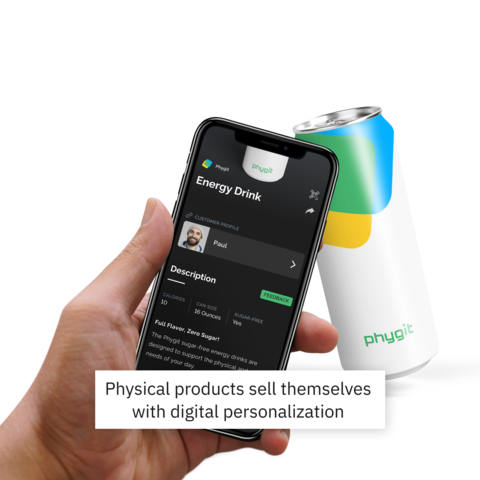 phygit
Phygit
Energy Drink
CUSTOMER PROFILE
Paul
Description
FEEDBACK
CALORIES
10
CAN SIZE
16 Ounces
SUGAR-FREE
Yes
Full Flavor, Zero Sugar!
The Phygit sugar-free energy drinks are
designed to support the physical and
needs of your day.
phygit
Physical products sell themselves
with digital personalization